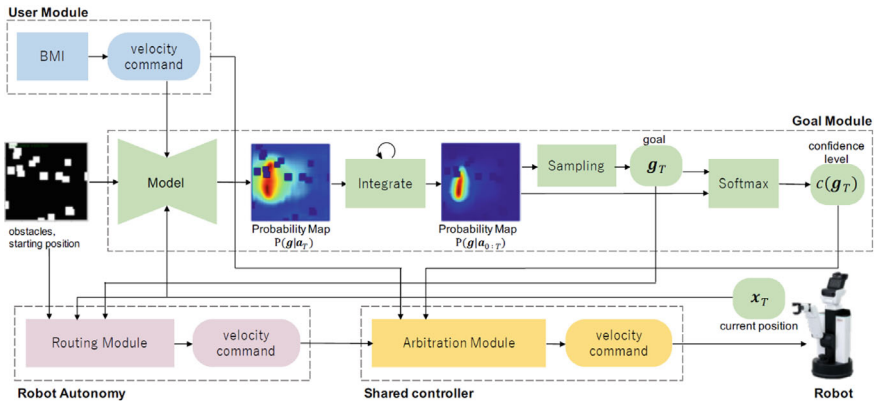 User Module
BMI
velocity
command
Goal Module
goal
confidence
level
Model
Integrate
Sampling
g_T
Softmax
c(g_T)
Probability Map
P(g|a_T)
Probability Map
P(g|a_{0:T})
obstacles,
starting position
x_T
current position
Routing Module
velocity
command
Arbitration Module
velocity
command
Robot Autonomy
Shared controller
Robot